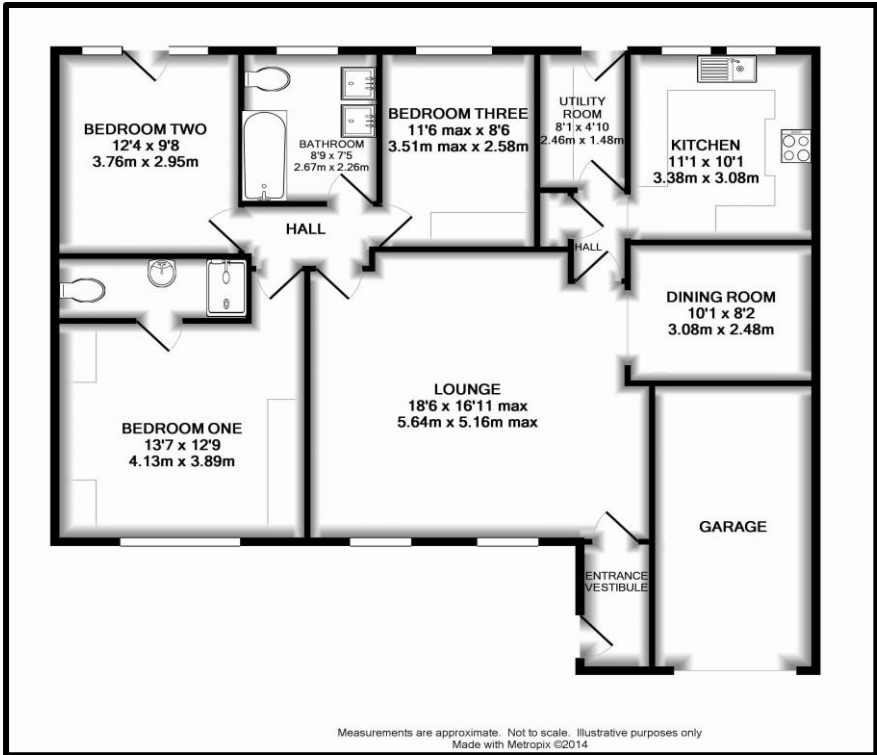 BEDROOM TWO
12'4 x 9'8
3.76m x 2.95m
BATHROOM
8'9 x 7'5
2.67m x 2.26m
BEDROOM THREE
11'6 max x 8'6
3.51m max x 2.58m
UTILITY
ROOM
8'1 x 4'10
2.46m x 1.48m
KITCHEN
11'1 x 10'1
3.38m x 3.08m
HALL
HALL
DINING ROOM
10'1 x 8'2
3.08m x 2.48m
LOUNGE
18'6 x 16'11 max
5.64m x 5.16m max
BEDROOM ONE
13'7 x 12'9
4.13m x 3.89m
GARAGE
ENTRANCE
VESTIBULE
Measurements are approximate. Not to scale. Illustrative purposes only
Made with Metropix ©2014